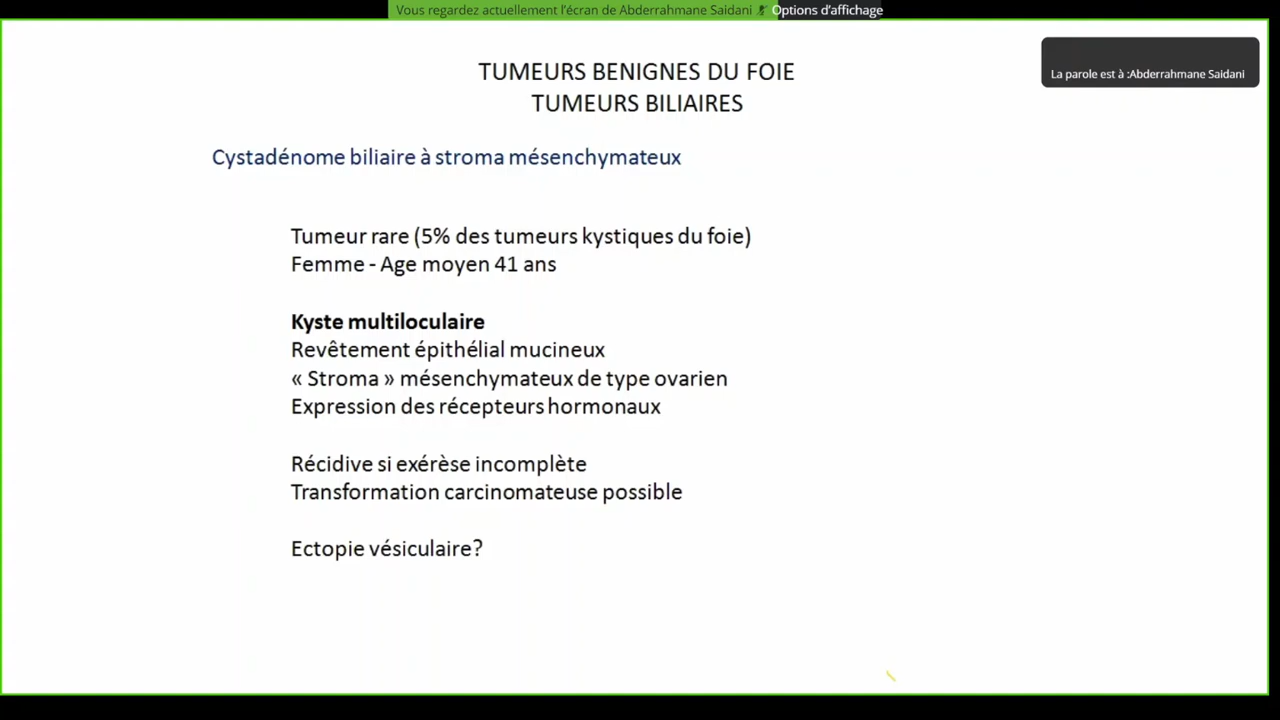 Vous regardez actuellement l'écran de Abderrahmane Saidani
Options d'affichage
La parole est à :Abderrahmane Saidani
TUMEURS BENIGNES DU FOIE
TUMEURS BILIAIRES
Cystadénome biliaire à stroma mésenchymateux
Tumeur rare (5% des tumeurs kystiques du foie)
Femme - Age moyen 41 ans
Kyste multiloculaire
Revêtement épithélial mucineux
« Stroma » mésenchymateux de type ovarien
Expression des récepteurs hormonaux
Récidive si exérèse incomplète
Transformation carcinomateuse possible
Ectopie vésiculaire?